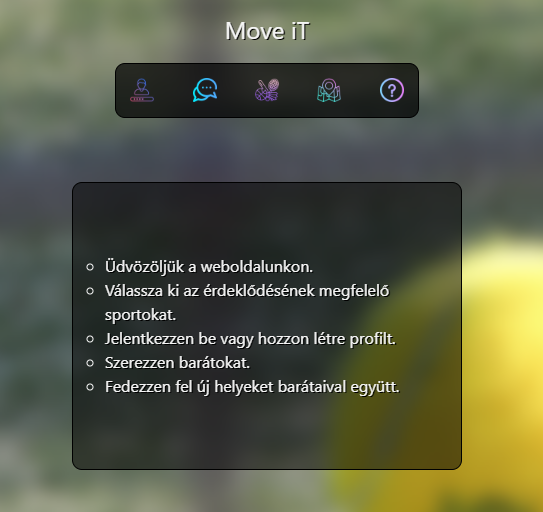 Move iT
Üdvözöljük a weboldalunkon.
Válassza ki az érdeklődésének megfelelő
sportokat.
Jelentkezzen be vagy hozzon létre profilt.
Szerezzen barátokat.
Fedezzen fel új helyeket barátaival együtt.